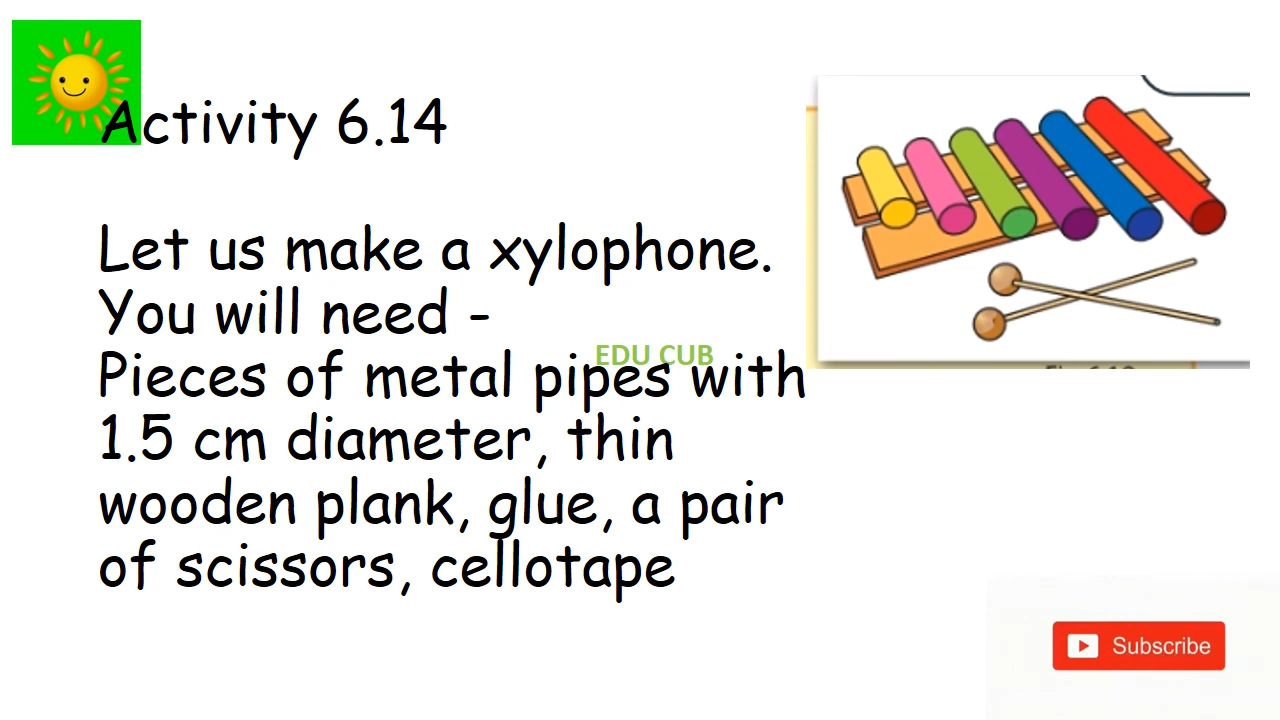 Activity 6.14
Let us make a xylophone.
You will need -
EDU CUB
Pieces of metal pipes with
1.5 cm diameter, thin
wooden plank, glue, a pair
of scissors, cellotape
Subscribe